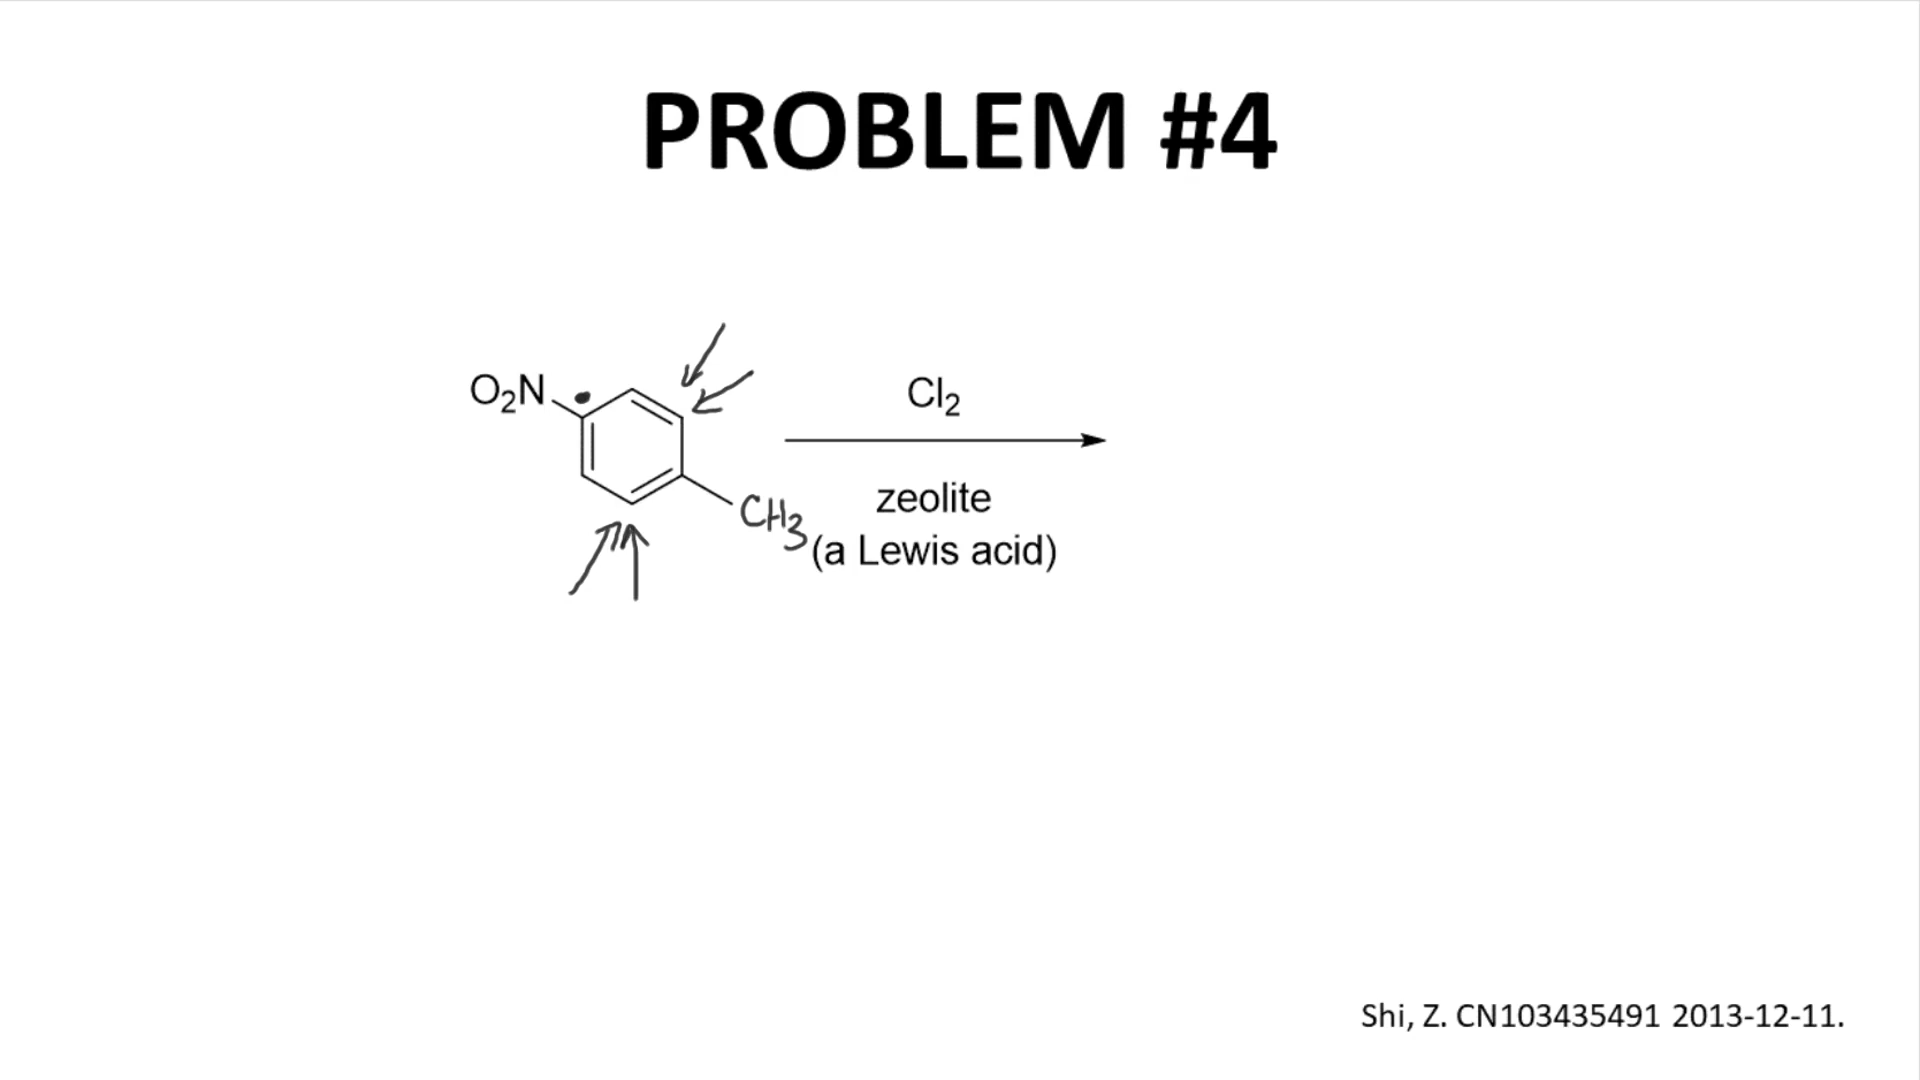 PROBLEM #4
O₂N
CH₃
Cl₂
zeolite
(a Lewis acid)
Shi, Z. CN103435491 2013-12-11.